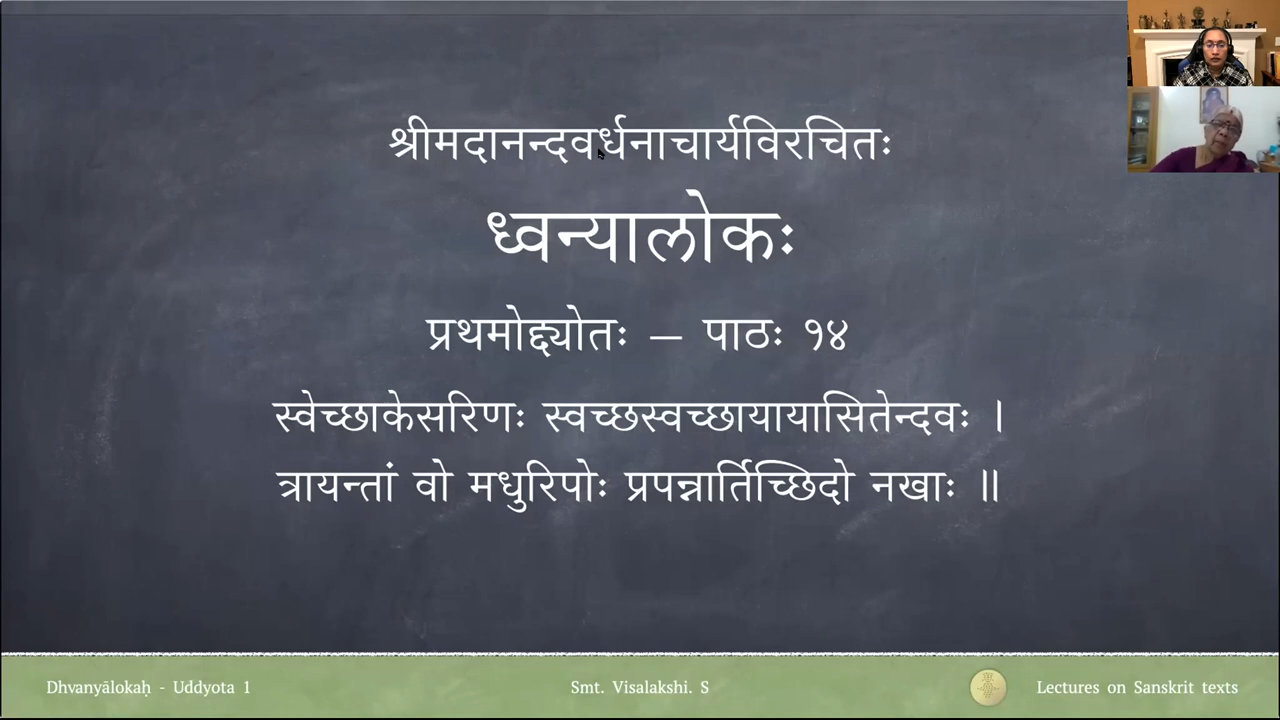 श्रीमदानन्दवर्धनाचार्यविरचितः
ध्वन्यालोकः
प्रथमोद्द्योतः — पाठः १४
स्वेच्छाकेसरिणः स्वच्छस्वच्छायायासितेन्दवः ।
त्रायन्तां वो मधुरिपोः प्रपन्नार्तिच्छिदो नखाः ॥
Dhvanyālokaḥ - Uddyota 1
Smt. Visalakshi. S
Lectures on Sanskrit texts